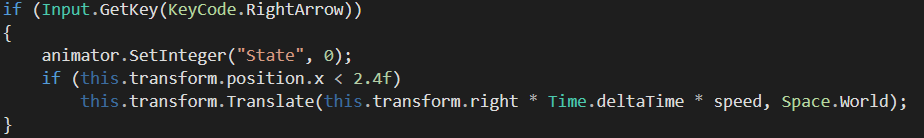 if (Input.GetKey(KeyCode.RightArrow))
{
    animator.SetInteger("State", 0);
    if (this.transform.position.x < 2.4f)
        this.transform.Translate(this.transform.right * Time.deltaTime * speed, Space.World);
}